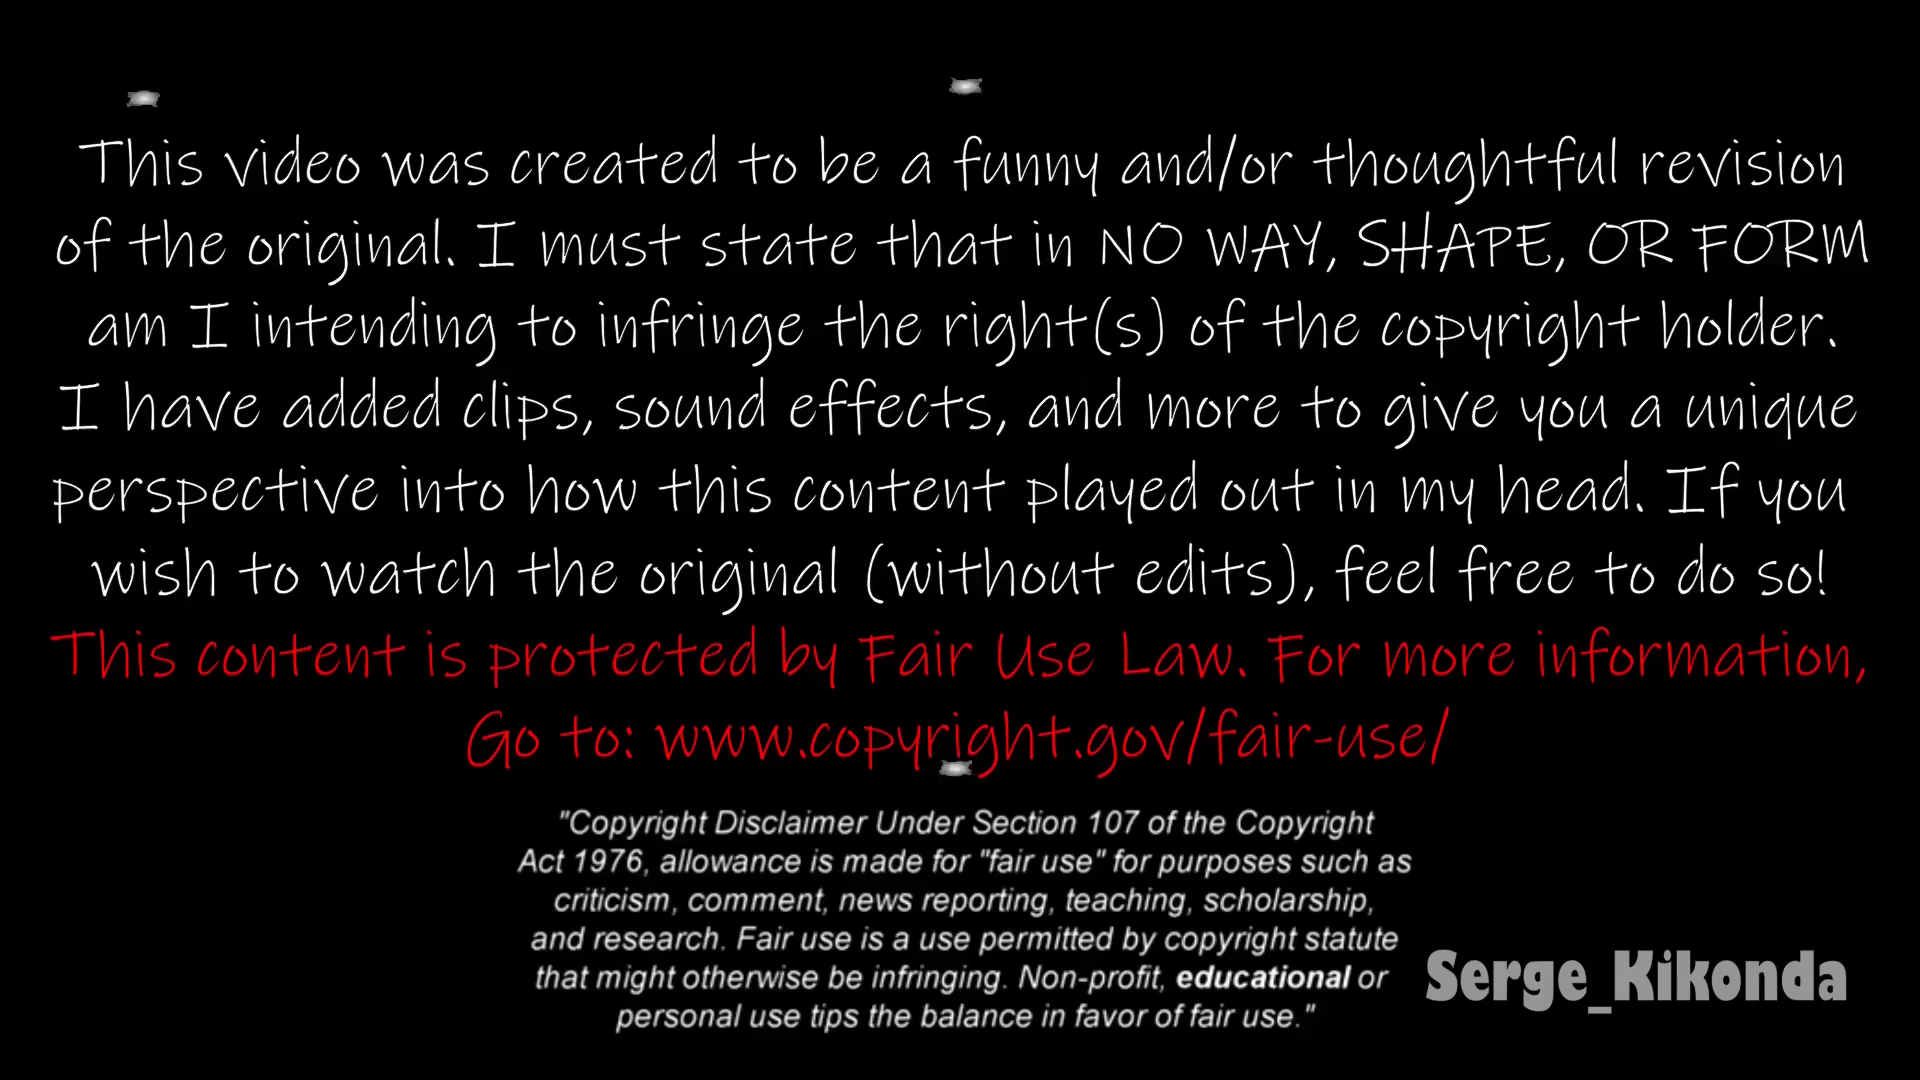 This video was created to be a funny and/or thoughtful revision
of the original. I must state that in NO WAY, SHAPE, OR FORM
am I intending to infringe the right(s) of the copyright holder.
I have added clips, sound effects, and more to give you a unique
perspective into how this content played out in my head. If you
wish to watch the original (without edits), feel free to do so!
This content is protected by Fair Use Law. For more information,
Go to: www.copyright.gov/fair-use/
"Copyright Disclaimer Under Section 107 of the Copyright
Act 1976, allowance is made for "fair use" for purposes such as
criticism, comment, news reporting, teaching, scholarship,
and research. Fair use is a use permitted by copyright statute
that might otherwise be infringing. Non-profit, educational or
personal use tips the balance in favor of fair use."
Serge_Kikonda